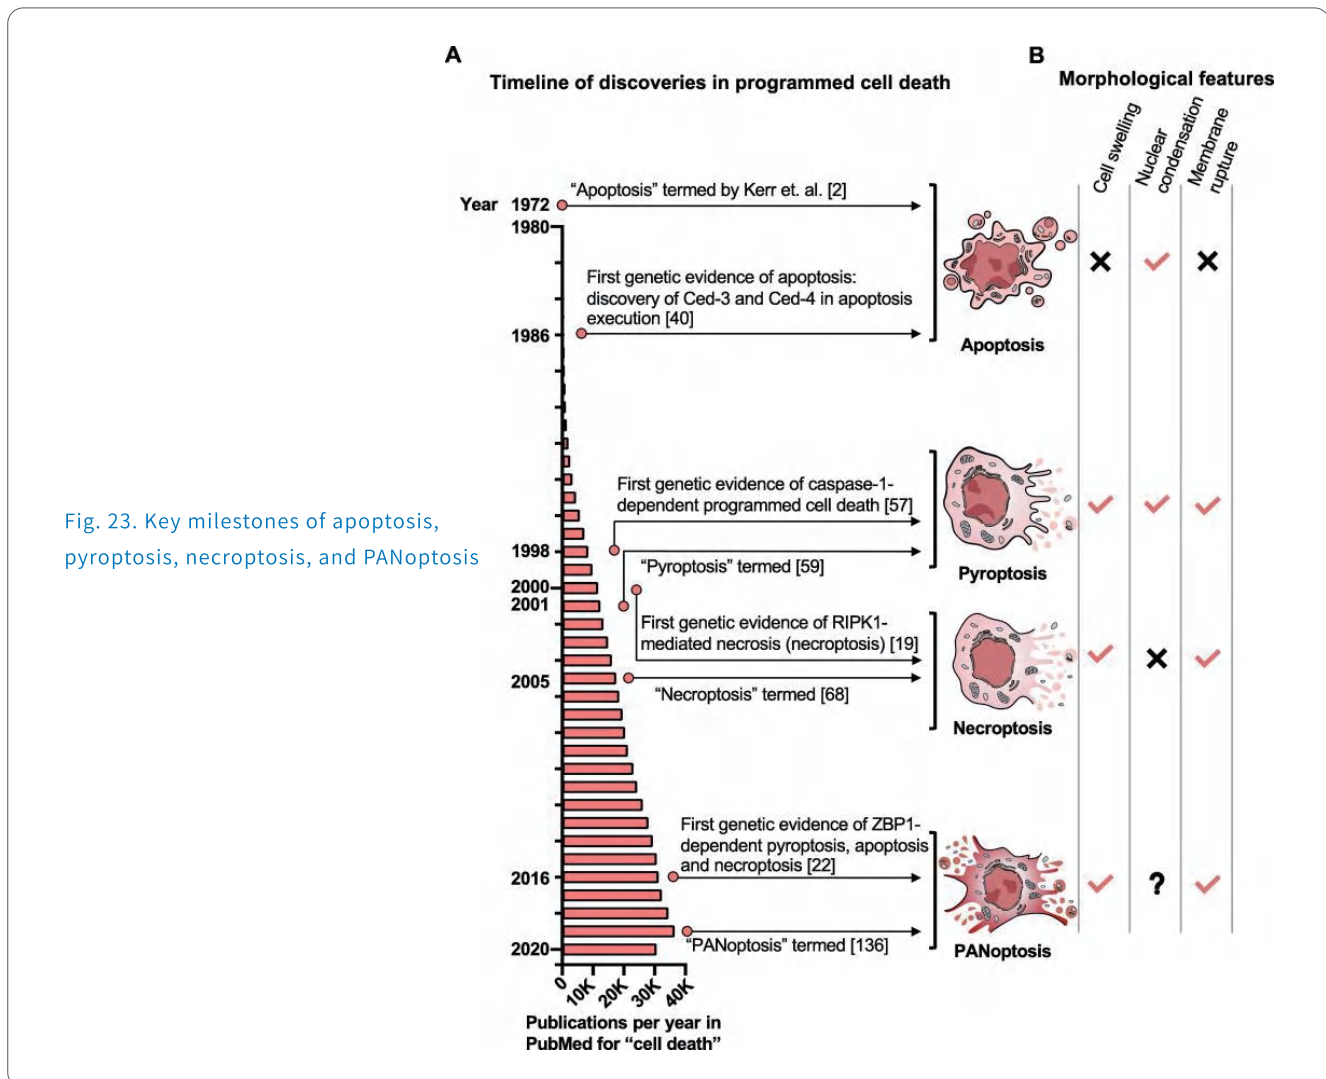 A
Timeline of discoveries in programmed cell death
B
Morphological features
Cell swelling
Nuclear
condensation
Membrane
rupture
Year
1972
"Apoptosis" termed by Kerr et. al. [2]
1980
First genetic evidence of apoptosis:
discovery of Ced-3 and Ced-4 in apoptosis
execution [40]
1986
Apoptosis
Fig. 23. Key milestones of apoptosis,
pyroptosis, necroptosis, and PANoptosis
First genetic evidence of caspase-1-
dependent programmed cell death [57]
1998
"Pyroptosis" termed [59]
Pyroptosis
2000
2001
First genetic evidence of RIPK1-
mediated necrosis (necroptosis) [19]
2005
"Necroptosis" termed [68]
Necroptosis
First genetic evidence of ZBP1-
dependent pyroptosis, apoptosis
and necroptosis [22]
2016
?
"PANoptosis" termed [136]
PANoptosis
2020
0
10K
20K
30K
40K
Publications per year in
PubMed for "cell death"